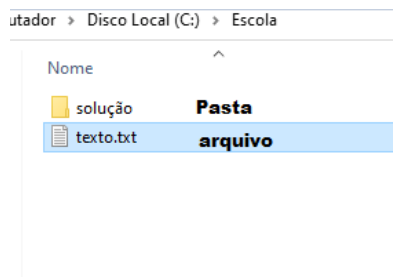 utador > Disco Local (C:) > Escola
Nome
solução Pasta
texto.txt arquivo